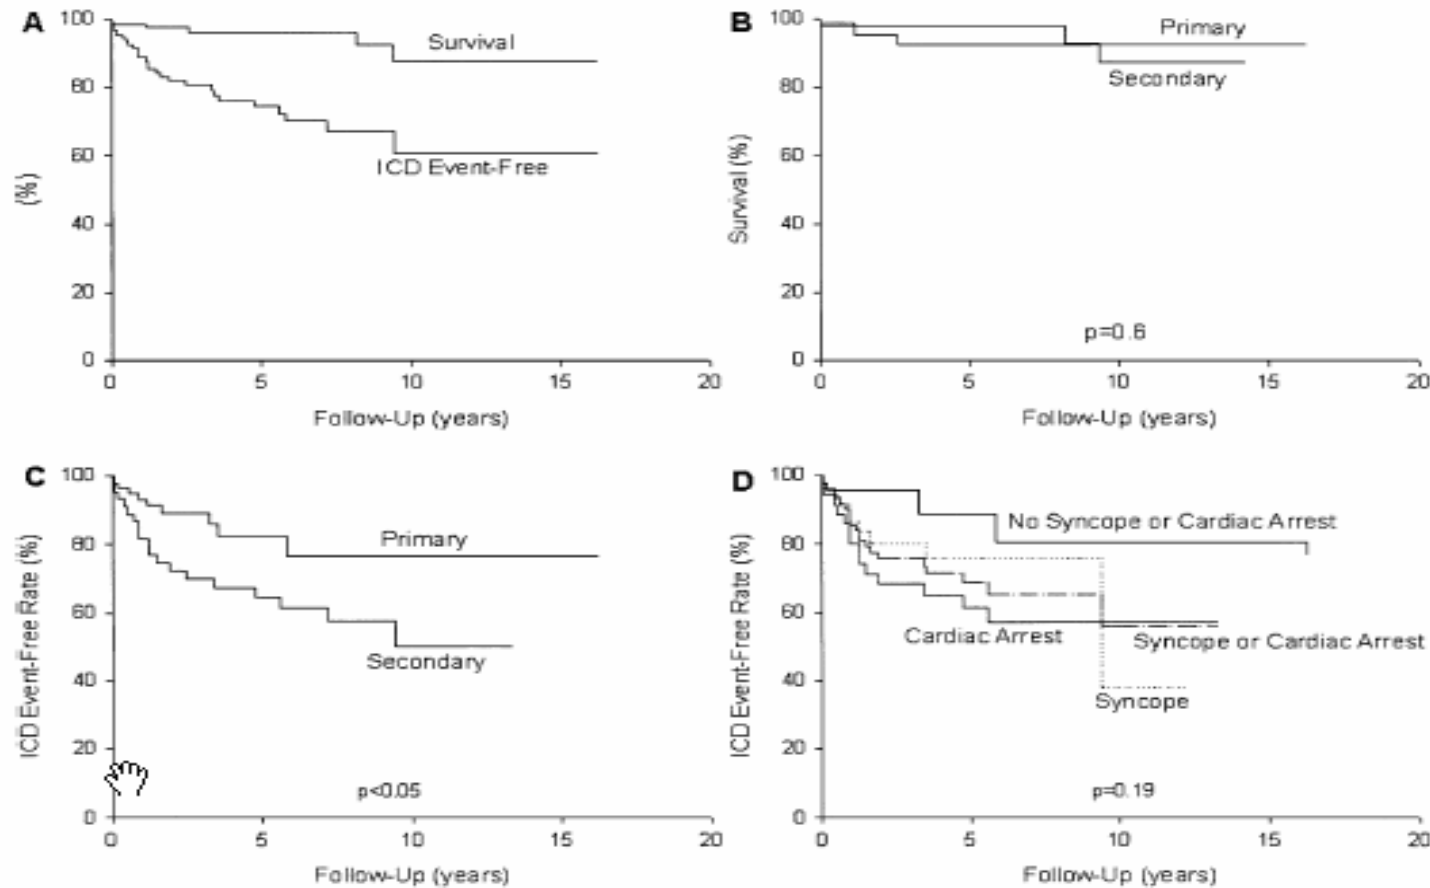 A
100
80
60
40
20
0
(%)
Survival
ICD Event-Free
0 5 10 15 20
Follow-Up (years)
B
100
80
60
40
20
0
Survival (%)
Primary
Secondary
p=0.6
0 5 10 15 20
Follow-Up (years)
C
100
80
60
40
20
0
ICD Event-Free Rate (%)
Primary
Secondary
p<0.05
0 5 10 15 20
Follow-Up (years)
D
100
80
60
40
20
0
ICD Event-Free Rate (%)
No Syncope or Cardiac Arrest
Cardiac Arrest
Syncope or Cardiac Arrest
Syncope
p=0.19
0 5 10 15 20
Follow-Up (years)